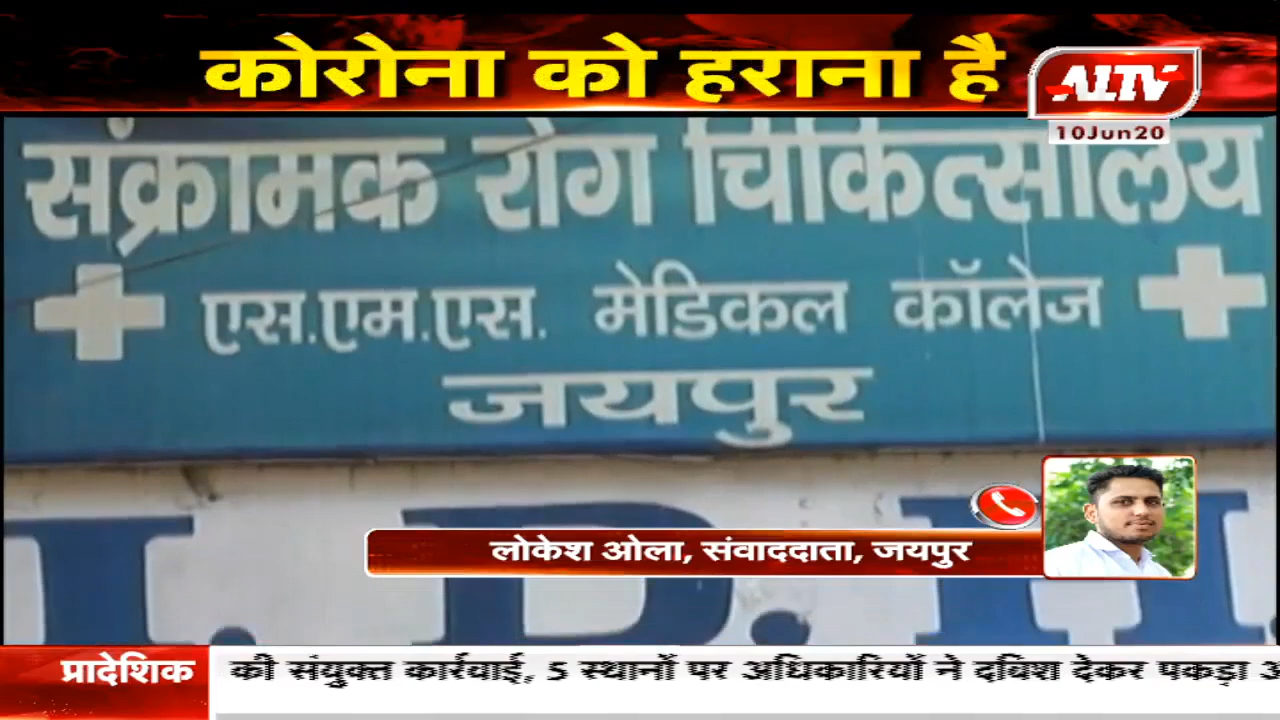 कोरोना को हराना है
ALTV
10Jun20
संक्रामक रोग चिकित्सालय
एस.एम.एस. मेडिकल कॉलेज
जयपुर
I.D.H.
लोकेश ओला, संवाददाता, जयपुर
प्रादेशिक
की संयुक्त कार्रवाई, 5 स्थानों पर अधिकारियों ने दबिश देकर पकड़ा